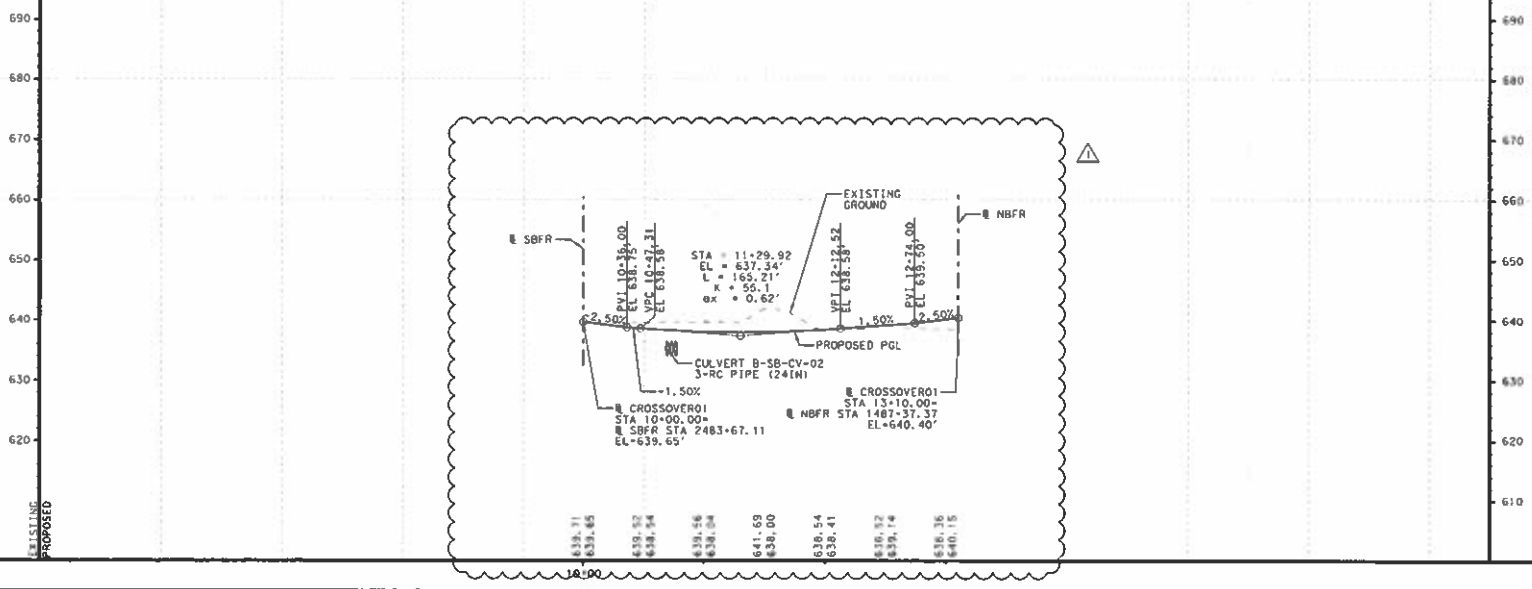 690
680
670
660
650
640
630
620
690
680
670
660
650
640
630
620
610
1
EXISTING
GROUND
℄ SBFR
℄ NBFR
PVI 10+36.00
EL 638.75'
VPC 10+47.31
EL 638.58'
STA = 11+29.92
EL = 637.34'
L = 165.21'
K = 55.1
ex = 0.62'
VPT 12+12.52
EL 638.58'
PVI 12+74.00
EL 639.50'
-2.50%
1.50%
2.50%
PROPOSED PGL
CULVERT B-SB-CV-02
3-RC PIPE (24IN)
-1.50%
℄ CROSSOVER01
STA 10+00.00=
℄ SBFR STA 2483+67.11
EL=639.65'
℄ CROSSOVER01
STA 13+10.00=
℄ NBFR STA 1487+37.37
EL=640.40'
EXISTING
PROPOSED
639.71
639.65
639.52
638.54
639.56
638.04
641.69
638.00
638.54
638.41
639.14
640.15
10+00